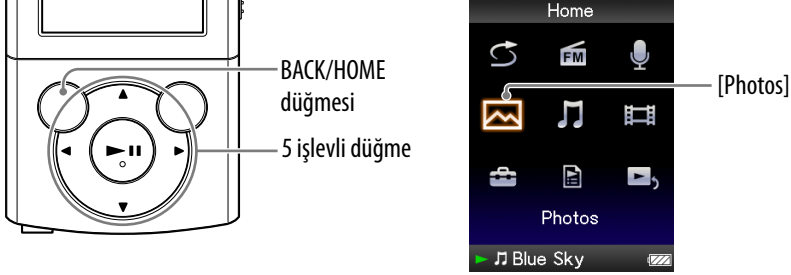 BACK/HOME
düğmesi
5 işlevli düğme
Home
FM
[Photos]
Photos
Blue Sky